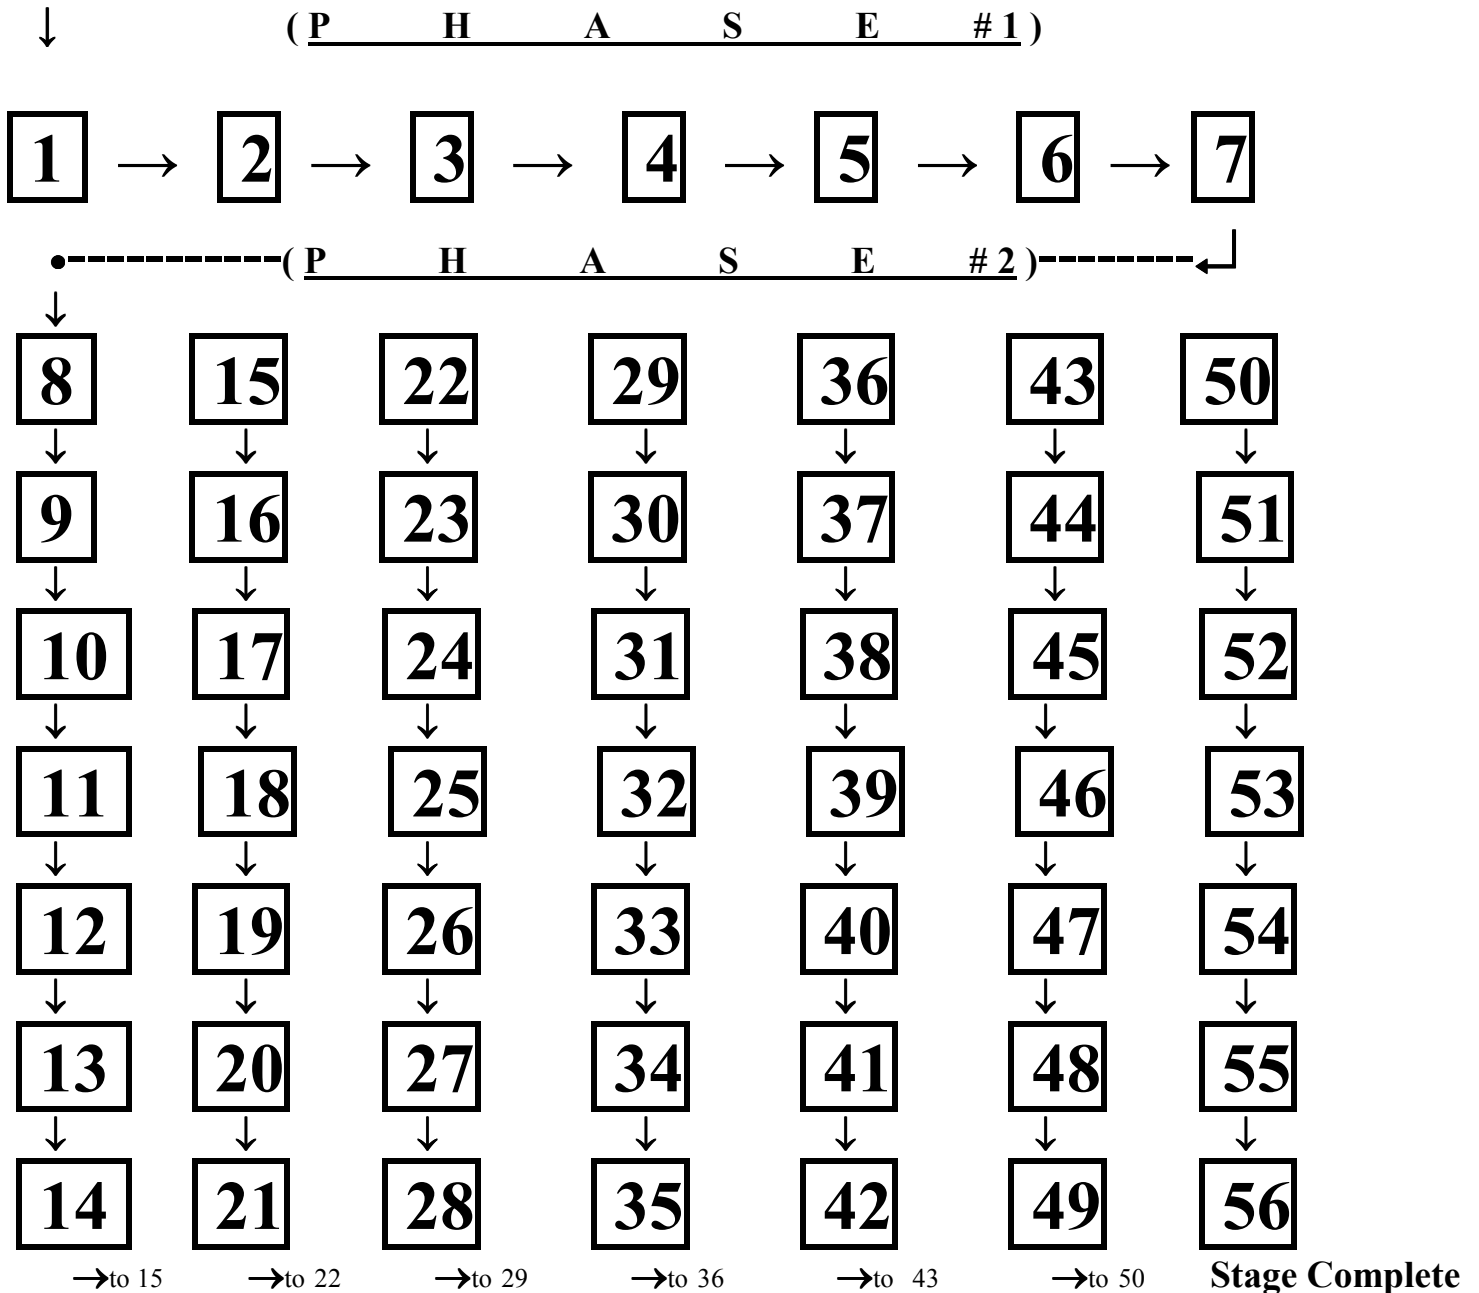 ↓ ( P H A S E # 1 )
1 → 2 → 3 → 4 → 5 → 6 → 7
( P H A S E # 2 )
↓
8 15 22 29 36 43 50
↓ ↓ ↓ ↓ ↓ ↓ ↓
9 16 23 30 37 44 51
↓ ↓ ↓ ↓ ↓ ↓ ↓
10 17 24 31 38 45 52
↓ ↓ ↓ ↓ ↓ ↓ ↓
11 18 25 32 39 46 53
↓ ↓ ↓ ↓ ↓ ↓ ↓
12 19 26 33 40 47 54
↓ ↓ ↓ ↓ ↓ ↓ ↓
13 20 27 34 41 48 55
↓ ↓ ↓ ↓ ↓ ↓ ↓
14 21 28 35 42 49 56
→to 15 →to 22 →to 29 →to 36 →to 43 →to 50 Stage Complete